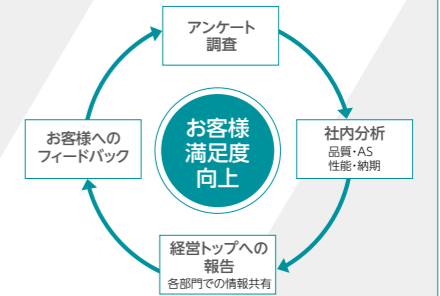 アンケート
調査
お客様
満足度
向上
社内分析
品質・AS
性能・納期
経営トップへの
報告
各部門での情報共有
お客様への
フィードバック